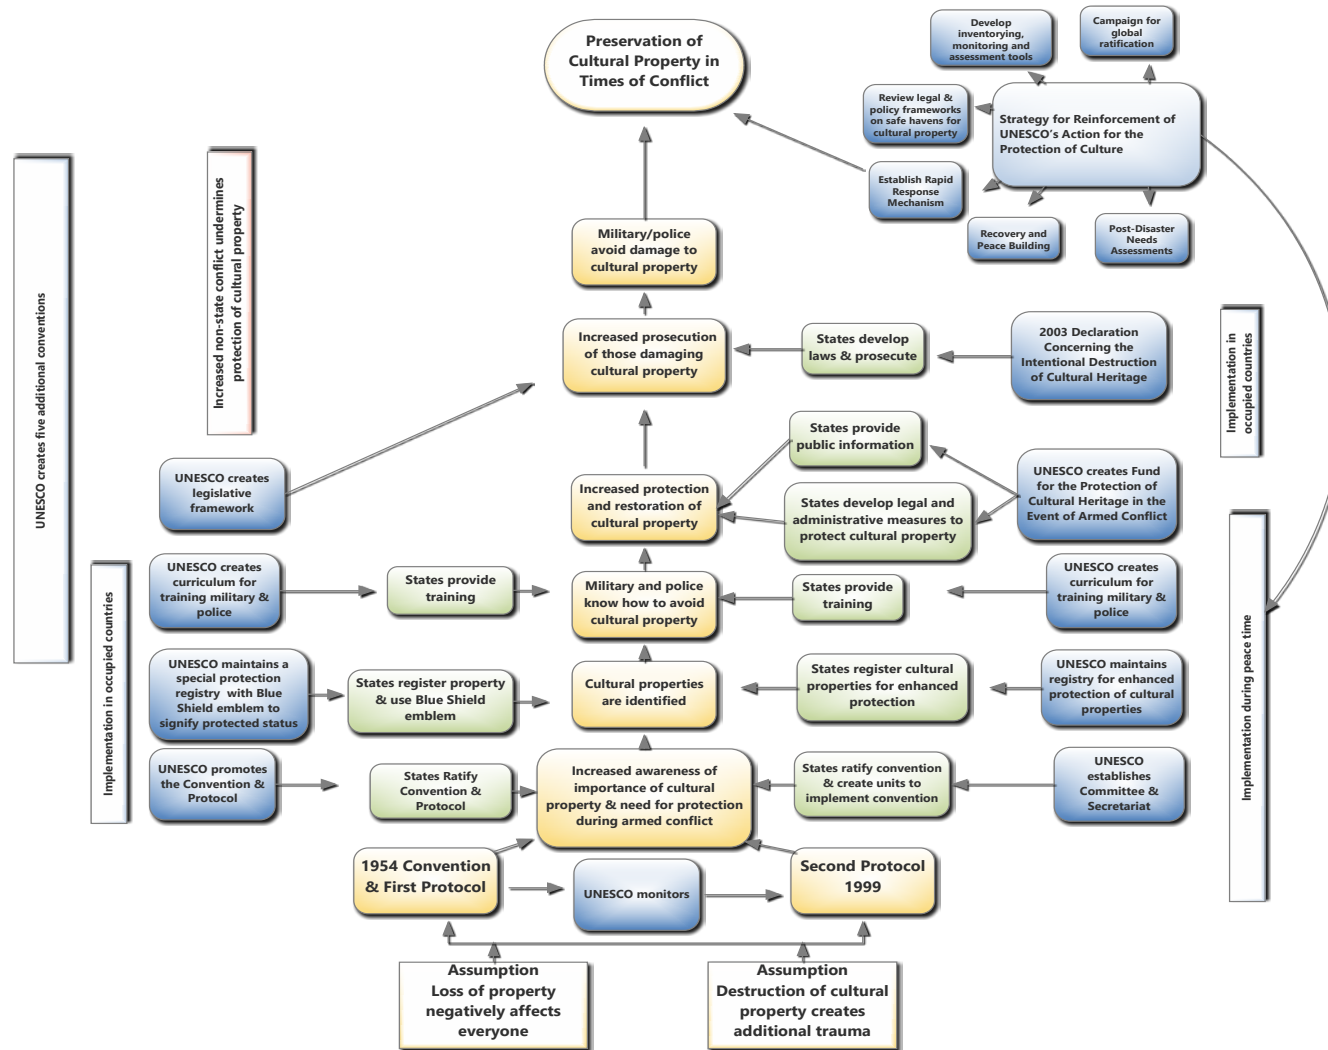 Preservation of
Cultural Property in
Times of Conflict
Develop
inventorying,
monitoring and
assessment tools
Campaign for
global
ratification
Review legal &
policy frameworks
on safe havens for
cultural property
Strategy for Reinforcement of
UNESCO's Action for the
Protection of Culture
Establish Rapid
Response
Mechanism
Recovery and
Peace Building
Post-Disaster
Needs
Assessments
UNESCO creates five additional conventions
Increased non-state conflict undermines
protection of cultural property
Military/police
avoid damage to
cultural property
Increased prosecution
of those damaging
cultural property
States develop
laws & prosecute
2003 Declaration
Concerning the
Intentional Destruction
of Cultural Heritage
Implementation in
occupied countries
States provide
public information
UNESCO creates
legislative
framework
Increased protection
and restoration of
cultural property
States develop legal and
administrative measures to
protect cultural property
UNESCO creates Fund
for the Protection of
Cultural Heritage in the
Event of Armed Conflict
UNESCO creates
curriculum for
training military &
police
States provide
training
Military and police
know how to avoid
cultural property
States provide
training
UNESCO creates
curriculum for
training military &
police
Implementation in occupied countries
Implementation during peace time
UNESCO maintains a
special protection
registry with Blue
Shield emblem to
signify protected status
States register property
& use Blue Shield
emblem
Cultural properties
are identified
States register cultural
properties for enhanced
protection
UNESCO maintains
registry for enhanced
protection of cultural
properties
UNESCO promotes
the Convention &
Protocol
States Ratify
Convention &
Protocol
Increased awareness of
importance of cultural
property & need for protection
during armed conflict
States ratify convention
& create units to
implement convention
UNESCO
establishes
Committee &
Secretariat
1954 Convention
& First Protocol
UNESCO monitors
Second Protocol
1999
Assumption
Loss of property
negatively affects
everyone
Assumption
Destruction of cultural
property creates
additional trauma